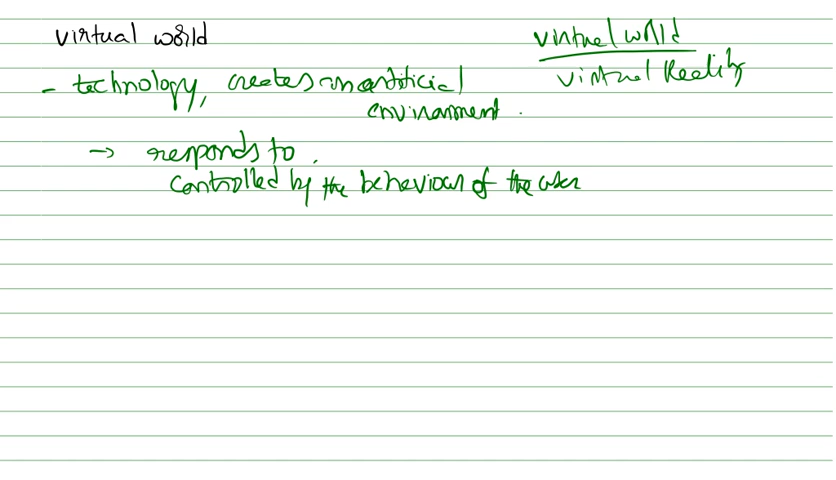 virtual world
virtual world
virtual Reality
- technology, creates an artificial
environment.
→ responds to,
controlled by the behaviour of the user